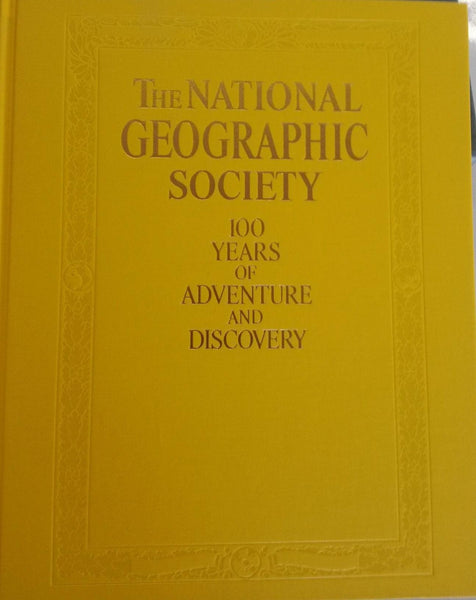 THE NATIONAL
GEOGRAPHIC
SOCIETY
100
YEARS
OF
ADVENTURE
AND
DISCOVERY